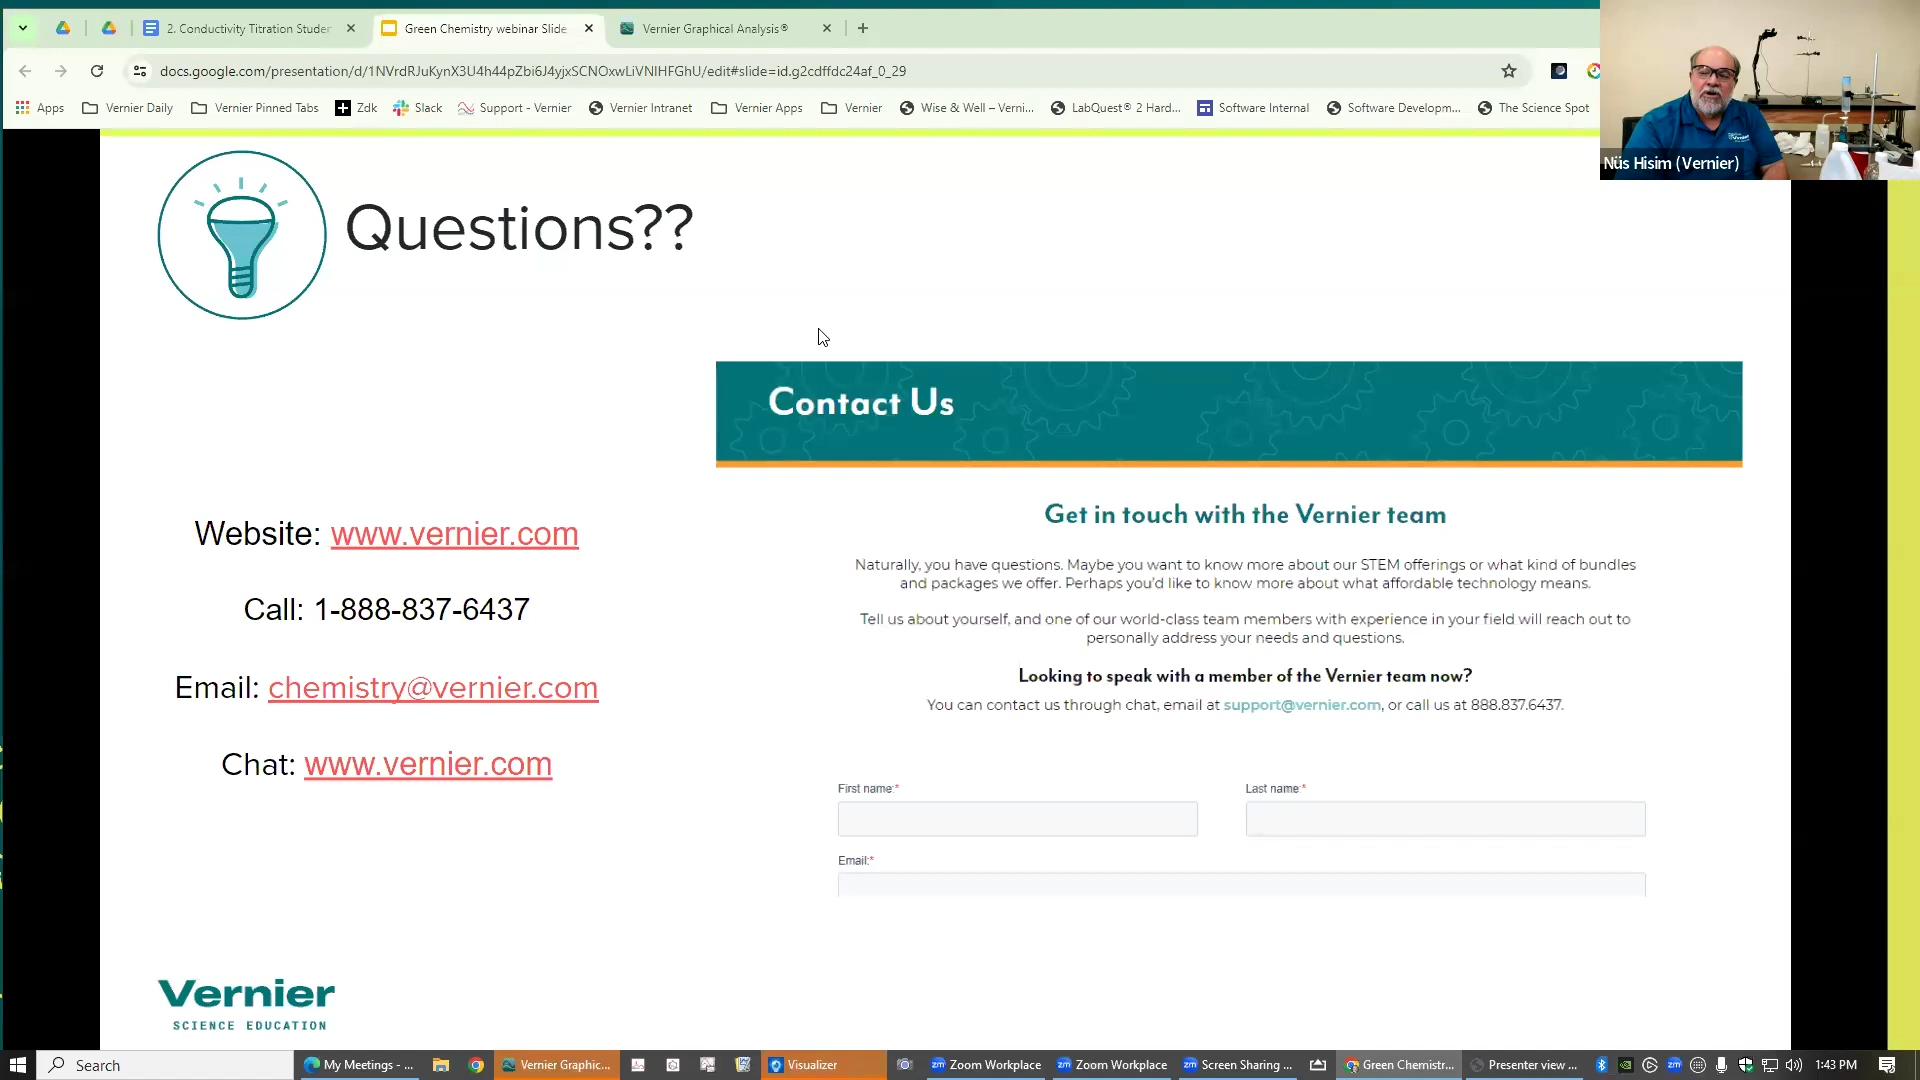 2. Conductivity Titration Studen
Green Chemistry webinar Slide
Vernier Graphical Analysis®
docs.google.com/presentation/d/1NVrdRJuKynX3U4h44pZbi6J4yjxSCNOxwLiVNIHFGhU/edit#slide=id.g2cdffdc24af_0_29
Apps
Vernier Daily
Vernier Pinned Tabs
Zdk
Slack
Support - Vernier
Vernier Intranet
Vernier Apps
Vernier
Wise & Well – Verni...
LabQuest® 2 Hard...
Software Internal
Software Developm...
The Science Spot
Nüs Hisim (Vernier)
Questions??
Contact Us
Get in touch with the Vernier team
Naturally, you have questions. Maybe you want to know more about our STEM offerings or what kind of bundles
and packages we offer. Perhaps you'd like to know more about what affordable technology means.
Tell us about yourself, and one of our world-class team members with experience in your field will reach out to
personally address your needs and questions.
Looking to speak with a member of the Vernier team now?
You can contact us through chat, email at support@vernier.com, or call us at 888.837.6437.
First name:*
Last name:*
Email:*
Website: www.vernier.com
Call: 1-888-837-6437
Email: chemistry@vernier.com
Chat: www.vernier.com
Vernier
SCIENCE EDUCATION
Search
My Meetings - ...
Vernier Graphic...
Visualizer
Zoom Workplace
Zoom Workplace
Screen Sharing ...
Green Chemistr...
Presenter view ...
1:43 PM